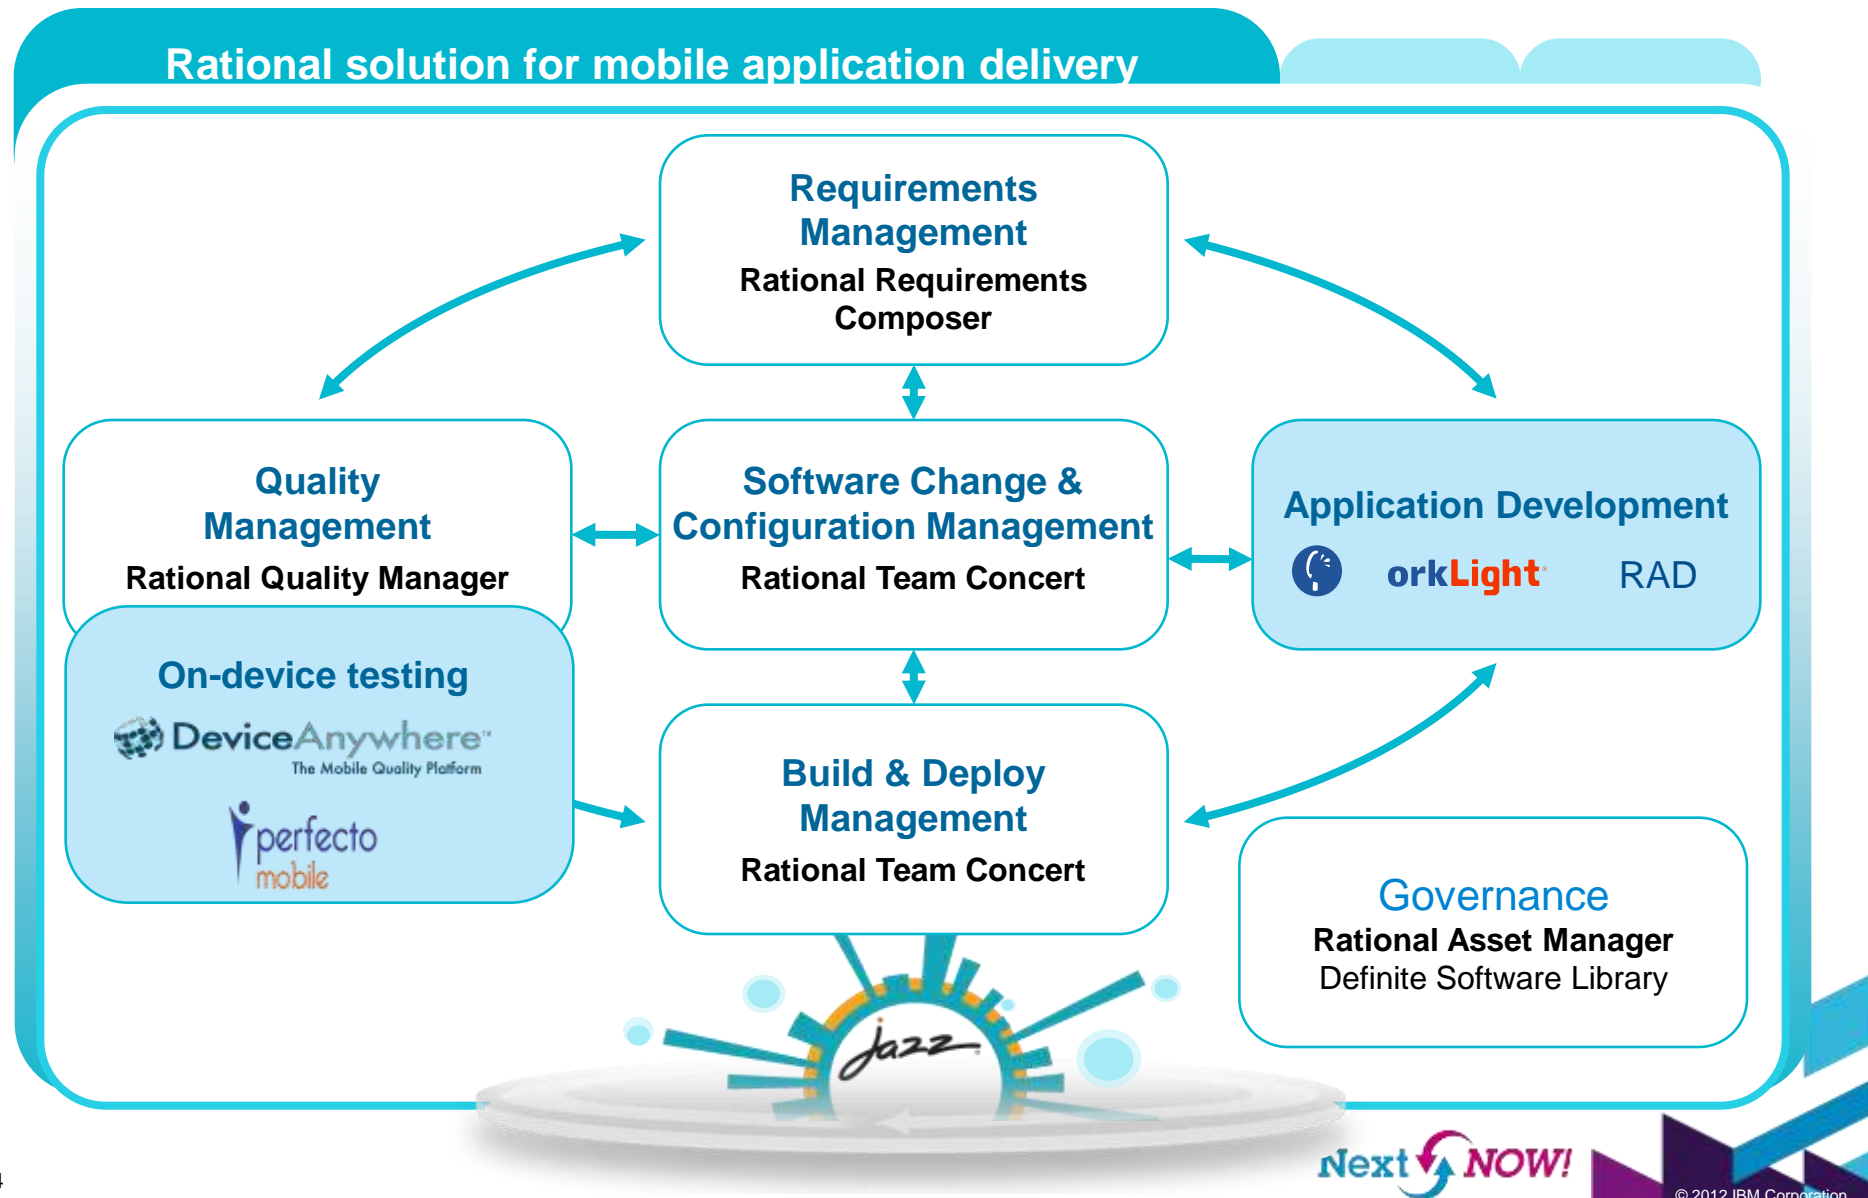 Rational solution for mobile application delivery
Requirements
Management
Rational Requirements
Composer
Quality
Management
Rational Quality Manager
Software Change &
Configuration Management
Rational Team Concert
Application Development
orkLight
RAD
On-device testing
DeviceAnywhere™
The Mobile Quality Platform
perfecto
mobile
Build & Deploy
Management
Rational Team Concert
Governance
Rational Asset Manager
Definite Software Library
jazz
Next NOW!
© 2012 IBM Corporation